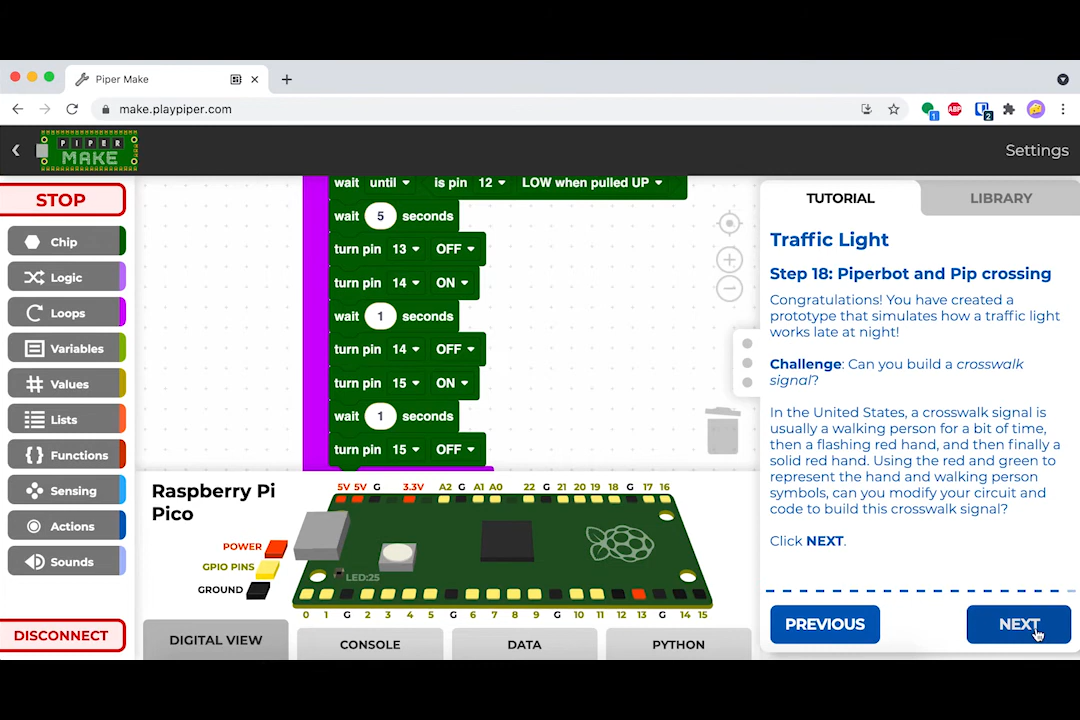 Piper Make
make.playpiper.com
1
ABP
2
PIPER
MAKE
Settings
STOP
Chip
Logic
Loops
Variables
Values
Lists
Functions
Sensing
Actions
Sounds
DISCONNECT
wait until is pin 12 LOW when pulled UP
wait 5 seconds
turn pin 13 OFF
turn pin 14 ON
wait 1 seconds
turn pin 14 OFF
turn pin 15 ON
wait 1 seconds
turn pin 15 OFF
Raspberry Pi
Pico
POWER
GPIO PINS
GROUND
5V 5V G 3.3V A2 G A1 A0 22 G 21 20 19 18 G 17 16
LED:25
0 1 G 2 3 4 5 G 6 7 8 9 G 10 11 12 13 G 14 15
DIGITAL VIEW
CONSOLE
DATA
PYTHON
TUTORIAL
LIBRARY
Traffic Light
Step 18: Piperbot and Pip crossing
Congratulations! You have created a
prototype that simulates how a traffic light
works late at night!
Challenge: Can you build a crosswalk
signal?
In the United States, a crosswalk signal is
usually a walking person for a bit of time,
then a flashing red hand, and then finally a
solid red hand. Using the red and green to
represent the hand and walking person
symbols, can you modify your circuit and
code to build this crosswalk signal?
Click NEXT.
PREVIOUS
NEXT